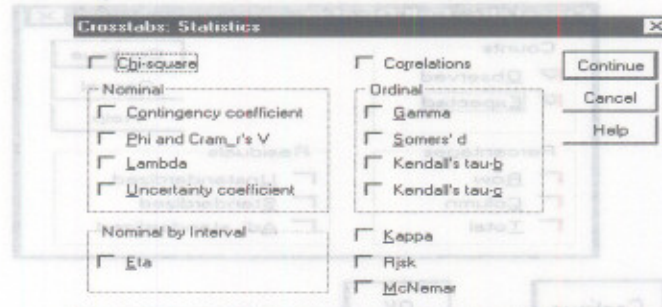 Crosstabs: Statistics
Chi-square
Correlations
Continue
Nominal
Ordinal
Cancel
Contingency coefficient
Gamma
Help
Phi and Cram_r's V
Somers' d
Lambda
Kendall's tau-b
Uncertainty coefficient
Kendall's tau-c
Nominal by Interval
Kappa
Eta
Risk
McNemar